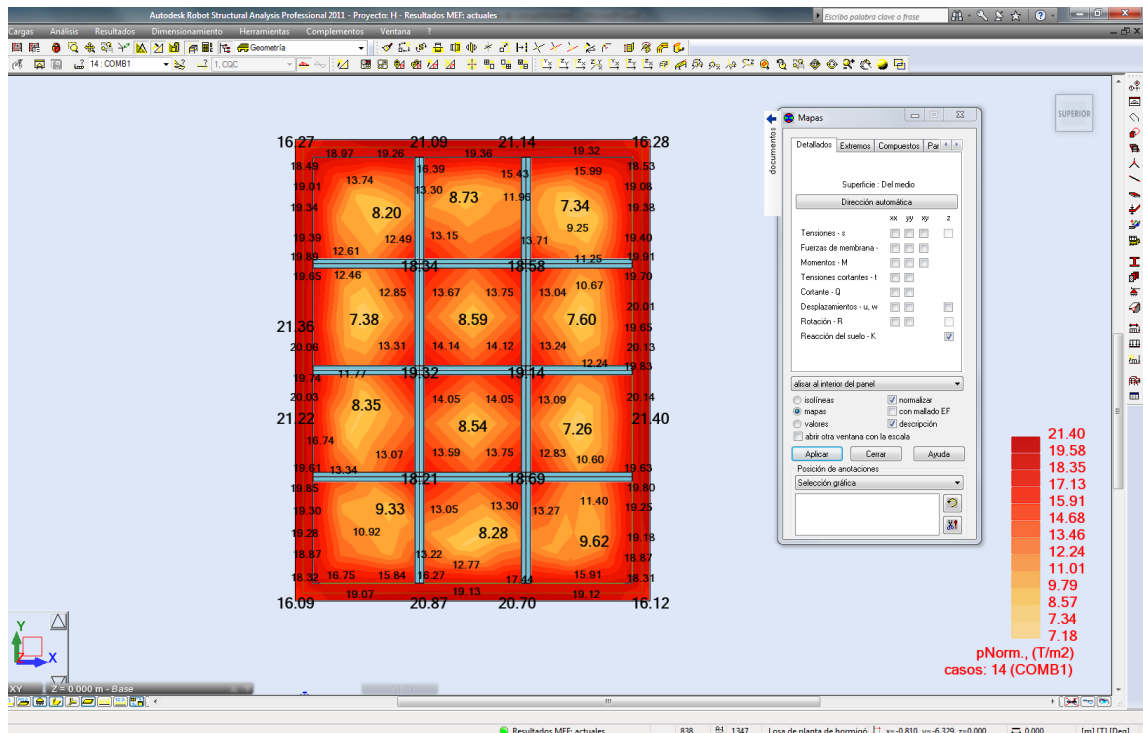 Autodesk Robot Structural Analysis Professional 2011 - Proyecto: H - Resultados MEF: actuales
Escriba palabra clave o frase
Cargas Análisis Resultados Dimensionamiento Herramientas Complementos Ventana ?
Geometría
14 : COMB1
1. CQC
SUPERIOR
documentos
Mapas
Detallados Extremos Compuestos Par
Superficie : Del medio
Dirección automática
xx yy xy z
Tensiones - s
Fuerzas de membrana -
Momentos - M
Tensiones cortantes - t
Cortante - Q
Desplazamientos - u, w
Rotación - R
Reacción del suelo - K
alisar al interior del panel
isolíneas normalizar
mapas con mallado EF
valores descripción
abrir otra ventana con la escala
Aplicar Cerrar Ayuda
Posición de anotaciones
Selección gráfica
16.27 21.09 21.14 16.28
18.97 19.26 19.36 19.32
18.49 16.39 15.43 15.99 18.53
19.01 13.74 13.30 8.73 11.96 7.34 19.08
19.34 8.20 9.25 19.38
19.39 12.49 13.15 13.71 19.40
19.89 12.61 11.25 19.91
18.34 18.58
19.65 12.46 19.70
12.85 13.67 13.75 13.04 10.67
20.01
21.36 7.38 8.59 7.60 19.65
20.06 13.31 14.14 14.12 13.24 20.13
12.24 19.83
19.74 11.77 19.32 19.14
20.03 8.35 14.05 14.05 13.09 20.14
21.22 8.54 7.26 21.40
16.74
13.07 13.59 13.75 12.83 10.60
19.61 13.34 19.63
18.21 18.69
19.85 19.80
19.30 9.33 13.05 13.30 13.27 11.40 19.25
19.28 10.92 8.28 9.62 19.18
18.87 13.22 18.87
12.77
18.32 16.75 15.84 16.27 17.44 15.91 18.31
19.07 19.13 19.12
16.09 20.87 20.70 16.12
21.40
19.58
18.35
17.13
15.91
14.68
13.46
12.24
11.01
9.79
8.57
7.34
7.18
pNorm., (T/m2)
casos: 14 (COMB1)
Y
Z
X
XY Z = 0.000 m - Base
Resultados MEF: actuales 838 1347 Losa de planta de hormigó x=-0.810, y=-6.329, z=0.000 0.000 [m] [T] [Deg]